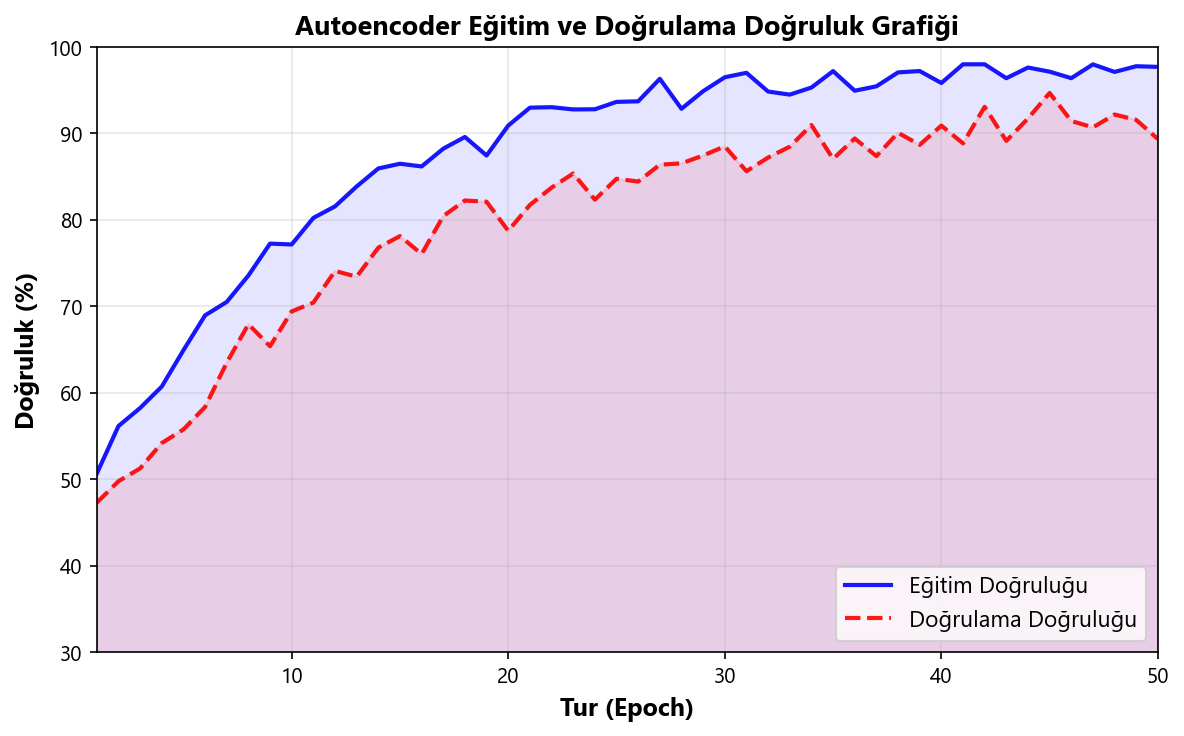 Autoencoder Eğitim ve Doğrulama Doğruluk Grafiği
100
90
80
70
60
50
40
30
Doğruluk (%)
10
20
30
40
50
Tur (Epoch)
Eğitim Doğruluğu
Doğrulama Doğruluğu